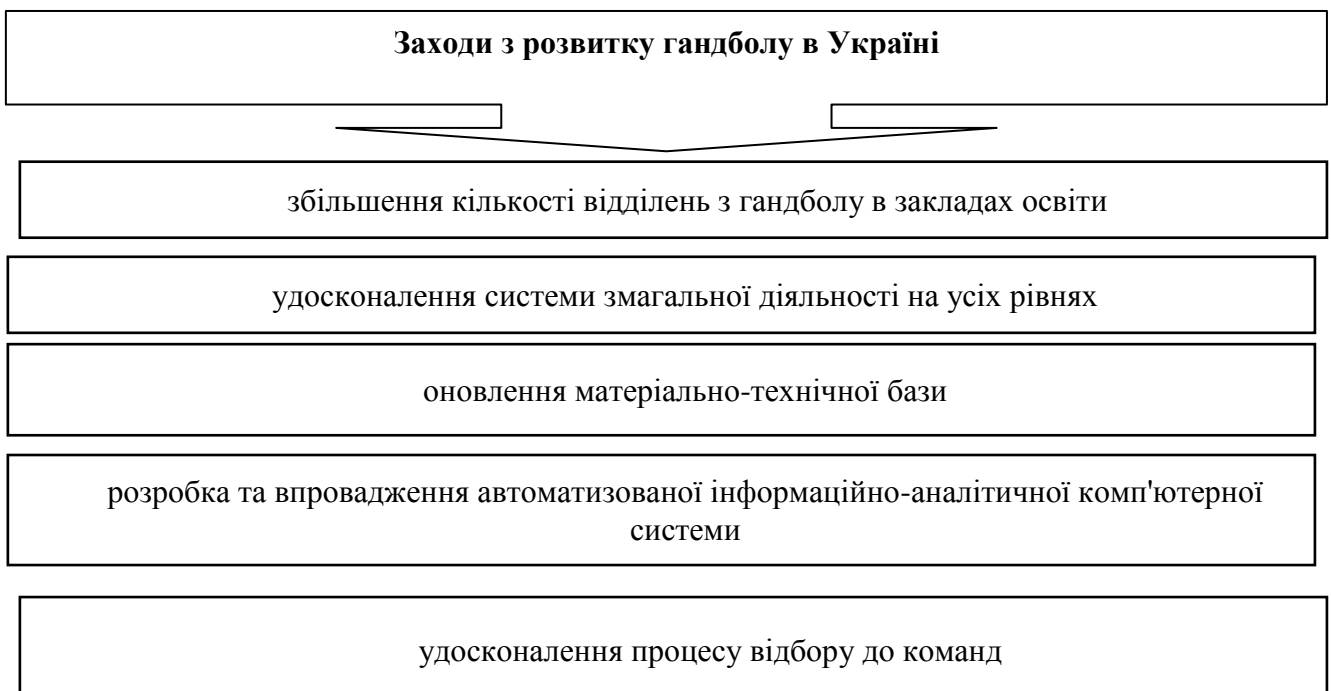 Заходи з розвитку гандболу в Україні
збільшення кількості відділень з гандболу в закладах освіти
удосконалення системи змагальної діяльності на усіх рівнях
оновлення матеріально-технічної бази
розробка та впровадження автоматизованої інформаційно-аналітичної комп'ютерної
системи
удосконалення процесу відбору до команд